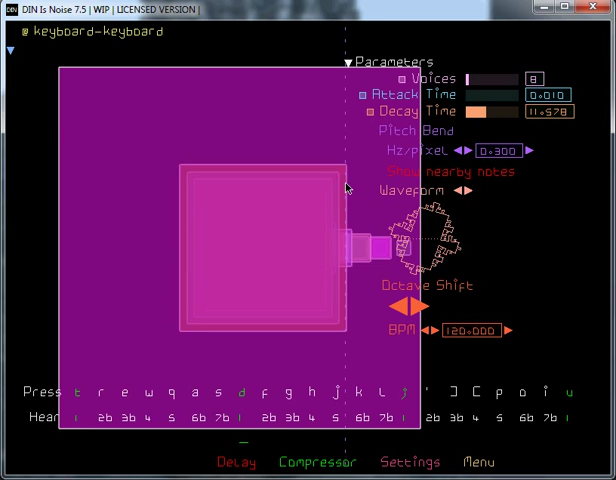 DIN Is Noise 7.5 | WIP | LICENSED VERSION |
@ keyboard-keyboard
Parameters
Voices 8
Attack Time 0.010
Decay Time 11.578
Pitch Bend
Hz/pixel 0.300
Show nearby notes
Waveform
Octave Shift
BPM 120.000
Press t r e w q a s d f g h j k l ; ' ] [ p o i u
Hear 1 2b 3b 4 5 6b 7b 1 2b 3b 4 5 6b 7b 1 2b 3b 4 5 6b 7b 1
Delay Compressor Settings Menu